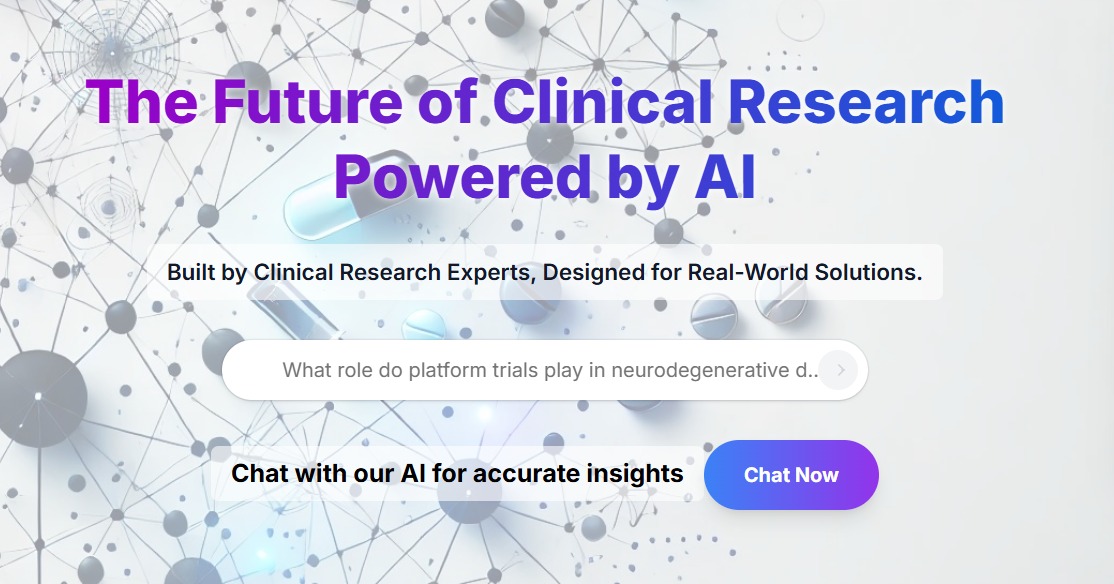 The Future of Clinical Research
Powered by AI
Built by Clinical Research Experts, Designed for Real-World Solutions.
What role do platform trials play in neurodegenerative d..
Chat with our AI for accurate insights
Chat Now